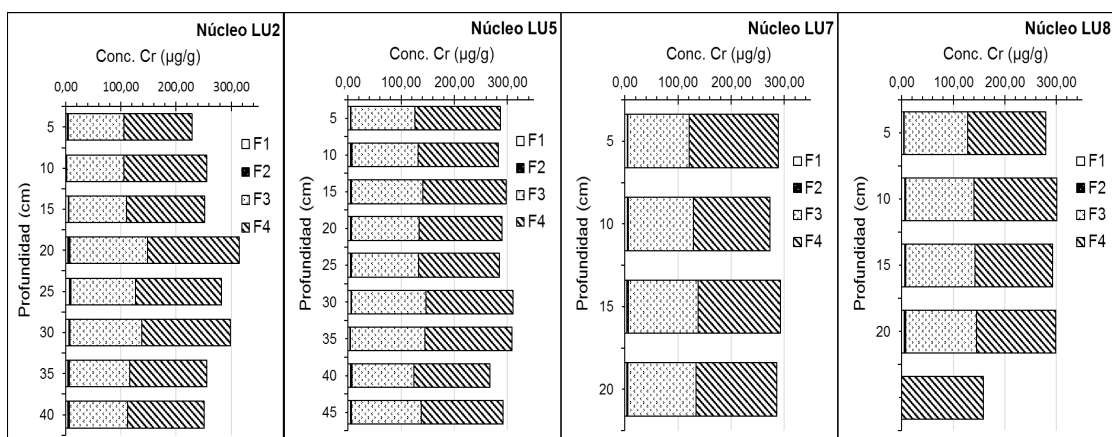 Núcleo LU2
Conc. Cr (µg/g)
0,00 100,00 200,00 300,00
Profundidad (cm)
5
10
15
20
25
30
35
40
F1
F2
F3
F4
Núcleo LU5
Conc. Cr (µg/g)
0,00 100,00 200,00 300,00
Profundidad (cm)
5
10
15
20
25
30
35
40
45
F1
F2
F3
F4
Núcleo LU7
Conc. Cr (µg/g)
0,00 100,00 200,00 300,00
Profundidad (cm)
5
10
15
20
F1
F2
F3
F4
Núcleo LU8
Conc. Cr (µg/g)
0,00 100,00 200,00 300,00
Profundidad (cm)
5
10
15
20
F1
F2
F3
F4